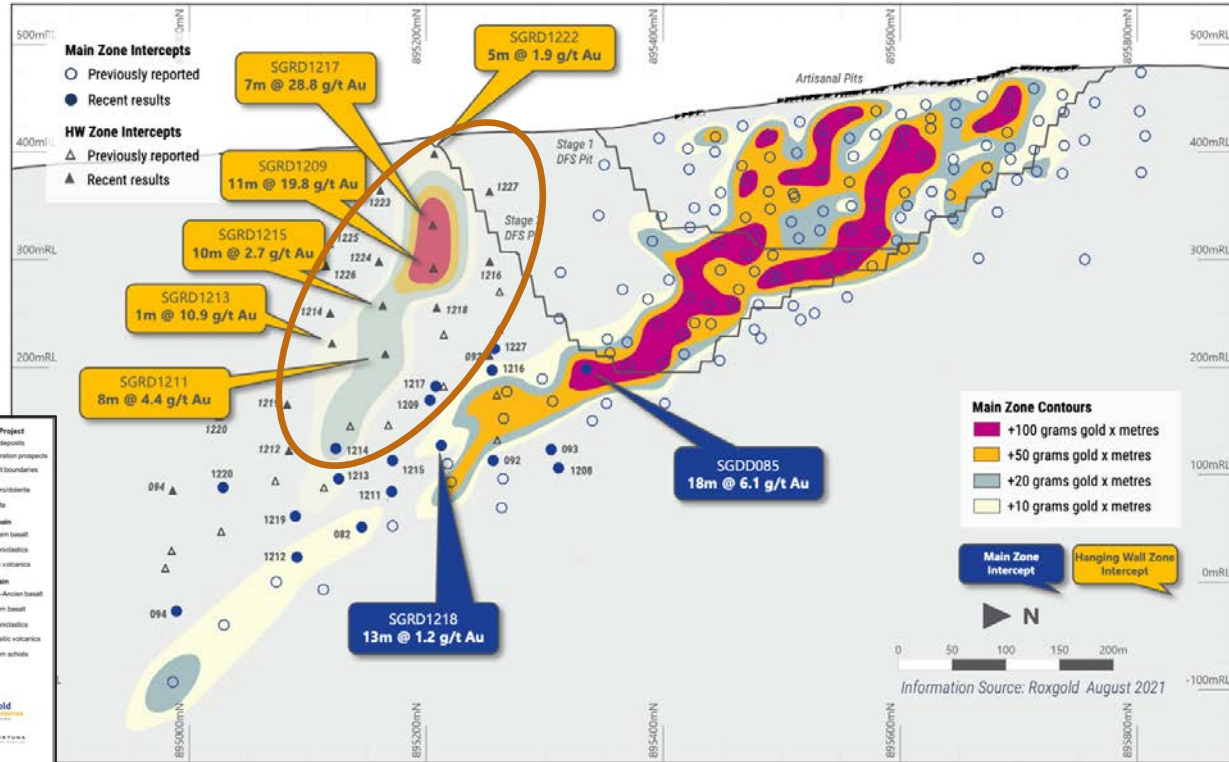 500mRL
895000mN
895200mN
895400mN
895600mN
895800mN
500mRL
Main Zone Intercepts
Previously reported
Recent results
HW Zone Intercepts
Previously reported
Recent results
SGRD1222
5m @ 1.9 g/t Au
SGRD1217
7m @ 28.8 g/t Au
Artisanal Pits
400mRL
Stage 1
DFS Pit
400mRL
SGRD1209
11m @ 19.8 g/t Au
1223
1227
Stage
DFS P
SGRD1215
10m @ 2.7 g/t Au
1225
1224
1226
1216
300mRL
300mRL
SGRD1213
1m @ 10.9 g/t Au
1214
1218
200mRL
1227
1216
200mRL
SGRD1211
8m @ 4.4 g/t Au
1217
1209
1220
1212
1214
1213
1215
092
093
1208
SGDD085
18m @ 6.1 g/t Au
Main Zone Contours
+100 grams gold x metres
+50 grams gold x metres
+20 grams gold x metres
+10 grams gold x metres
100mRL
094
1220
1211
1219
082
1212
094
SGRD1218
13m @ 1.2 g/t Au
Main Zone
Intercept
Hanging Wall Zone
Intercept
0mRL
N
0 50 100 150 200m
Information Source: Roxgold August 2021
-100mRL
895000mN
895200mN
895400mN
895600mN
895800mN
Project
deposits
ration prospects
boundaries
basalt
volcanics